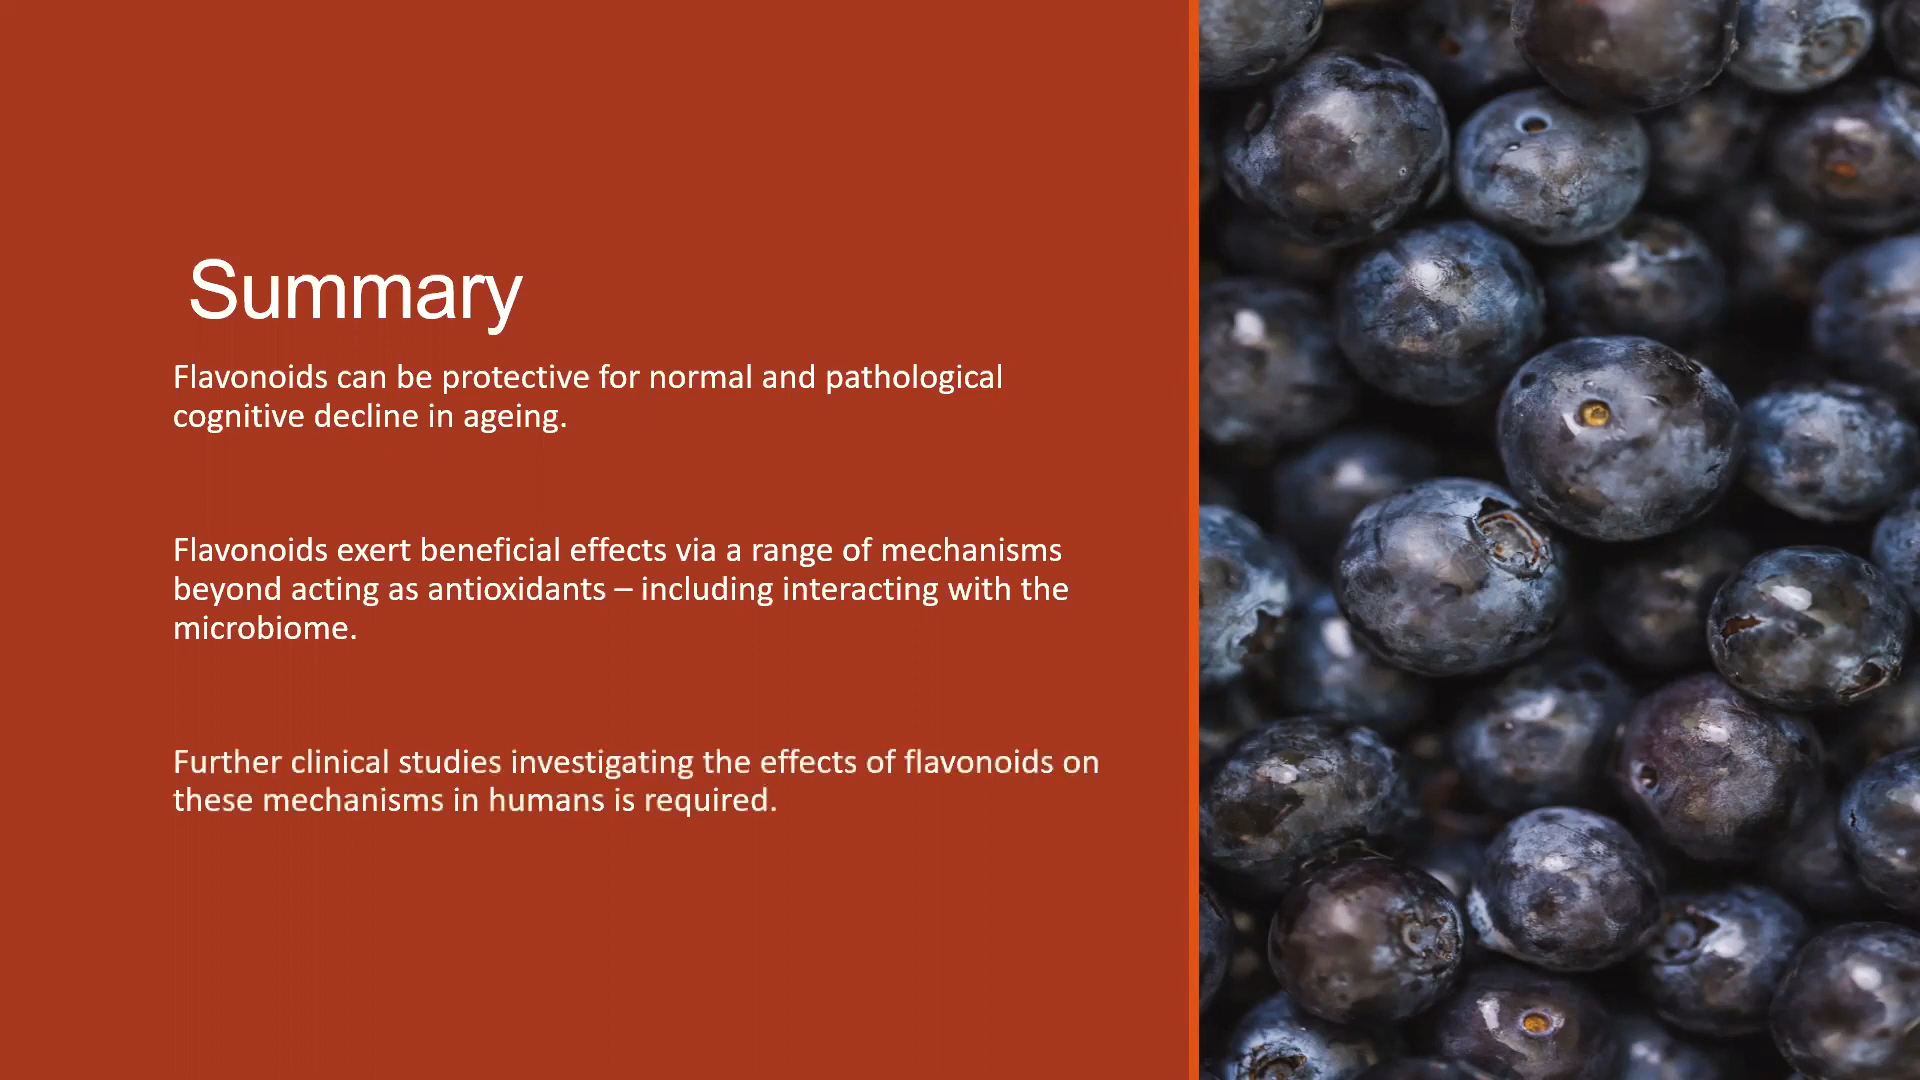 Summary
Flavonoids can be protective for normal and pathological
cognitive decline in ageing.
Flavonoids exert beneficial effects via a range of mechanisms
beyond acting as antioxidants – including interacting with the
microbiome.
Further clinical studies investigating the effects of flavonoids on
these mechanisms in humans is required.